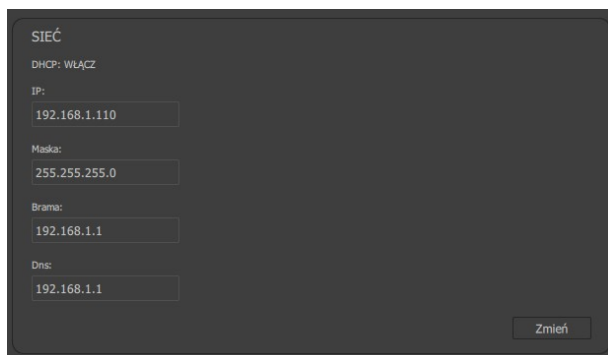 SIEĆ
DHCP: WŁĄCZ
IP:
192.168.1.110
Maska:
255.255.255.0
Brama:
192.168.1.1
Dns:
192.168.1.1
Zmień